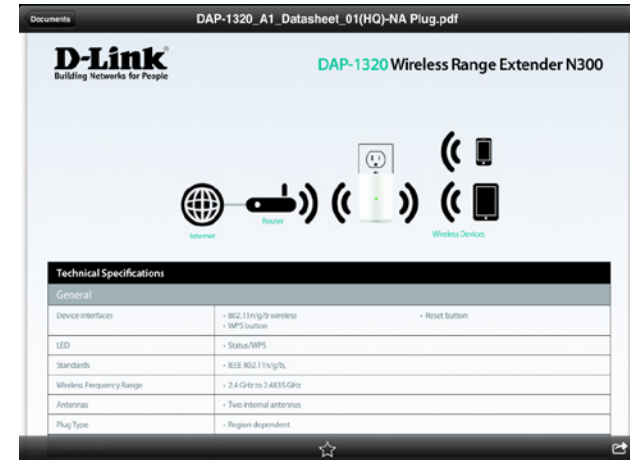 Documents
DAP-1320_A1_Datasheet_01(HQ)-NA Plug.pdf
D-Link
Building Networks for People
DAP-1320 Wireless Range Extender N300
Internet
Router
Wireless Devices
Technical Specifications
General
Device Interfaces
• 802.11n/g/b wireless
• WPS button
• Reset button
LED
• Status/WPS
Standards
• IEEE 802.11n/g/b,
Wireless Frequency Range
• 2.4 GHz to 2.4835 GHz
Antennas
• Two internal antennas
Plug Type
• Region dependent